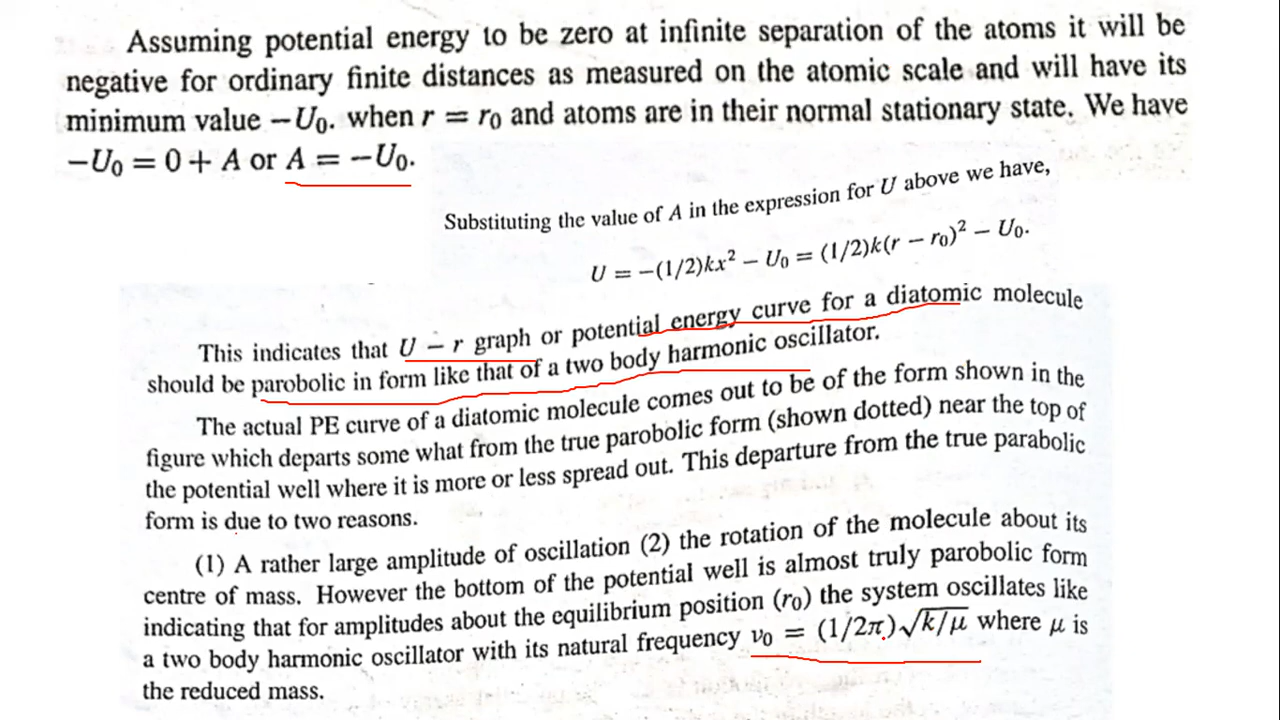 Assuming potential energy to be zero at infinite separation of the atoms it will be
negative for ordinary finite distances as measured on the atomic scale and will have its
minimum value −U₀. when r = r₀ and atoms are in their normal stationary state. We have
−U₀ = 0 + A or A = −U₀.
Substituting the value of A in the expression for U above we have,
U = −(1/2)kx² − U₀ = (1/2)k(r − r₀)² − U₀.
This indicates that U − r graph or potential energy curve for a diatomic molecule
should be parobolic in form like that of a two body harmonic oscillator.
The actual PE curve of a diatomic molecule comes out to be of the form shown in the
figure which departs some what from the true parobolic form (shown dotted) near the top of
the potential well where it is more or less spread out. This departure from the true parabolic
form is due to two reasons.
(1) A rather large amplitude of oscillation (2) the rotation of the molecule about its
centre of mass. However the bottom of the potential well is almost truly parobolic form
indicating that for amplitudes about the equilibrium position (r₀) the system oscillates like
a two body harmonic oscillator with its natural frequency ν₀ = (1/2π)√k/μ where μ is
the reduced mass.